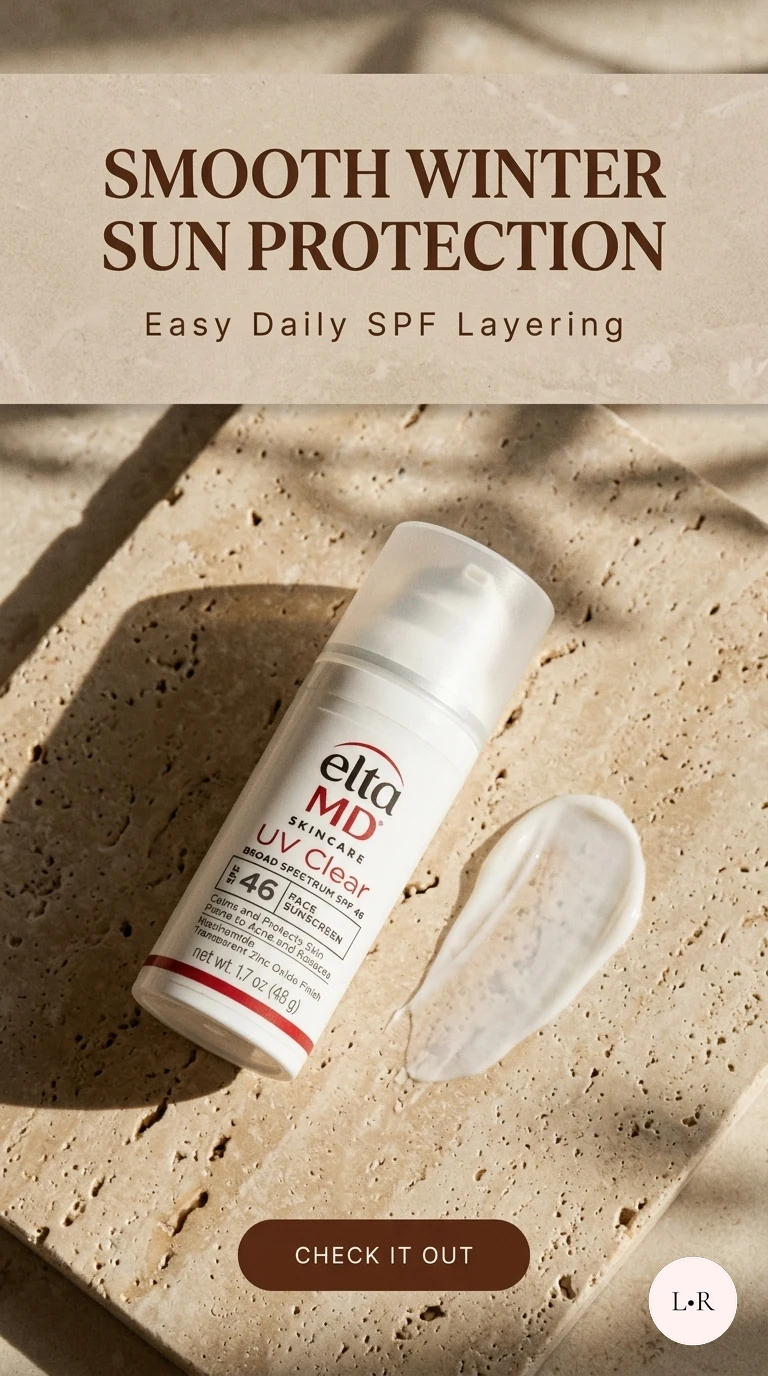 SMOOTH WINTER
SUN PROTECTION
Easy Daily SPF Layering
elta
MD
SKINCARE
UV Clear
BROAD SPECTRUM SPF 46
SPF 46
FACE
SUNSCREEN
Calms and Protects Skin
Prone to Acne and Rosacea
Niacinamide
Transparent Zinc Oxide Finish
net wt. 1.7 oz (48 g)
CHECK IT OUT
L•R